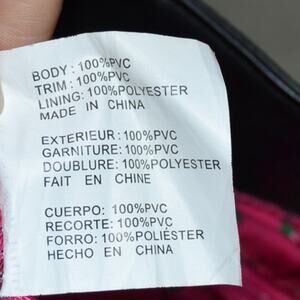 BODY: 100%PVC
TRIM: 100%PVC
LINING: 100%POLYESTER
MADE IN CHINA
EXTERIEUR: 100%PVC
GARNITURE: 100%PVC
DOUBLURE: 100%POLYESTER
FAIT EN CHINE
CUERPO: 100%PVC
RECORTE: 100%PVC
FORRO: 100%POLIÉSTER
HECHO EN CHINA